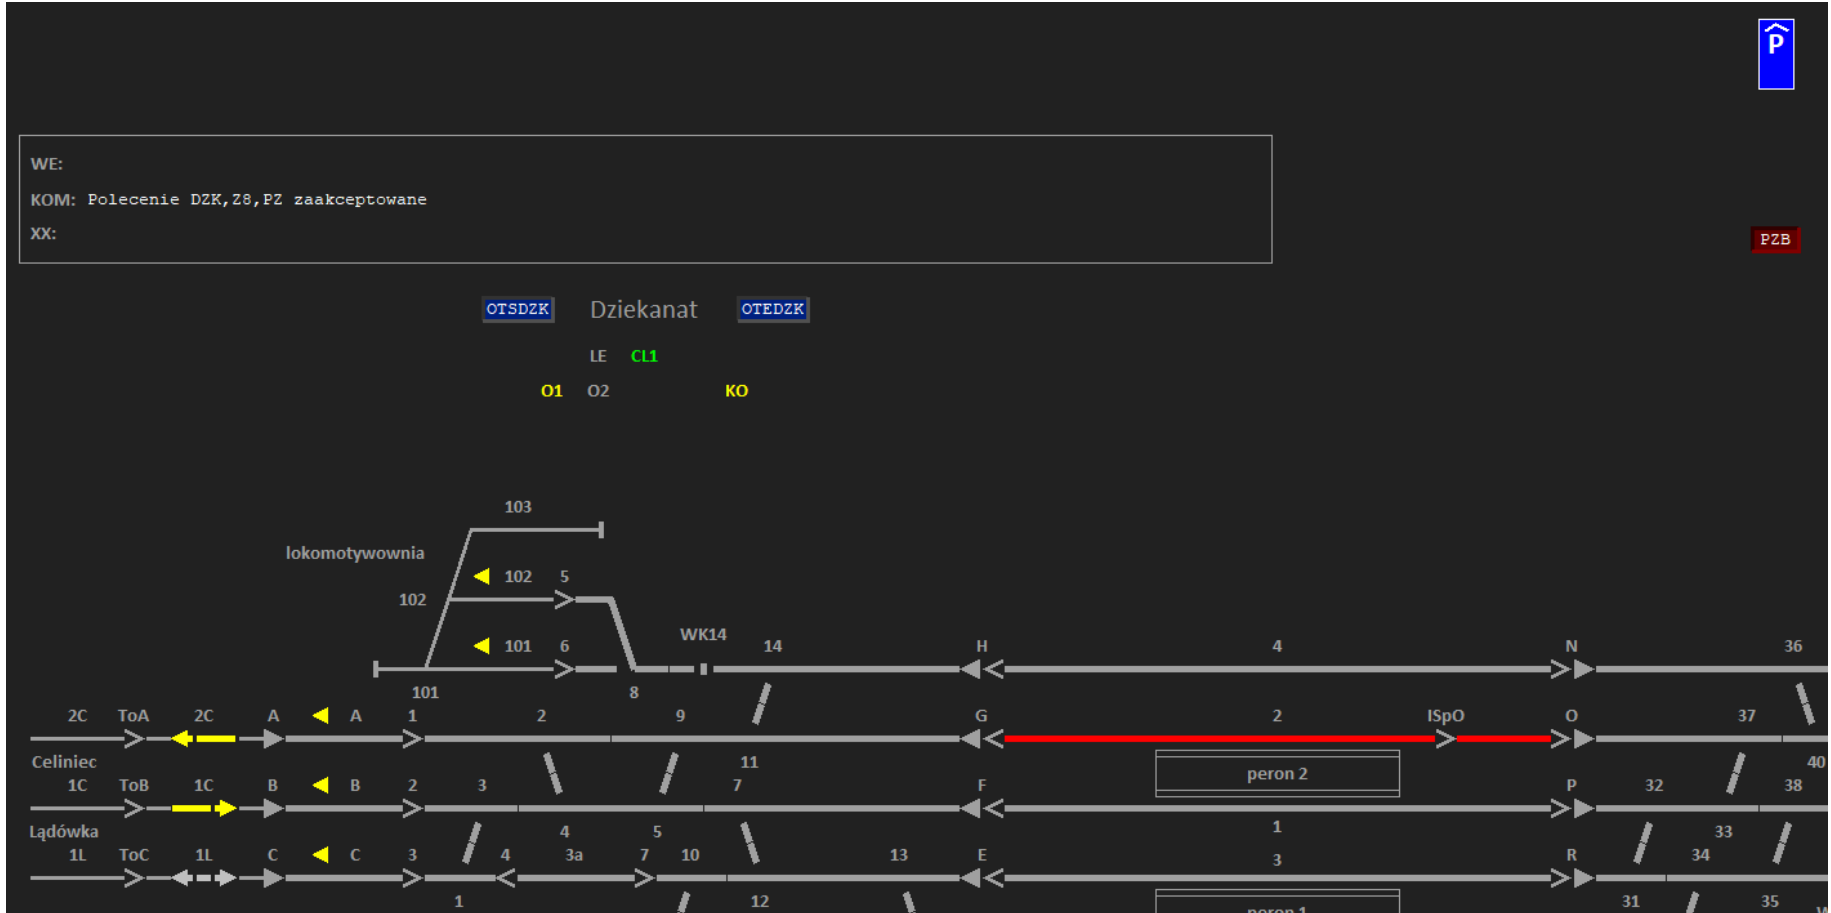 P
WE:
KOM: Polecenie DZK,Z8,PZ zaakceptowane
XX:
PZB
OTSDZK Dziekanat OTEDZK
LE CL1
O1 O2 KO
103
lokomotywownia
102 5
102
WK14
101 6 14 H 4 N 36
101 8
2C ToA 2C A A 1 2 9 G 2 ISpO O 37
Celiniec 11 peron 2 40
1C ToB 1C B B 2 3 7 F P 32 38
Lądówka 4 5 1 33
1L ToC 1L C C 3 4 3a 7 10 13 E 3 R 34
1 12 peron 1 31 35